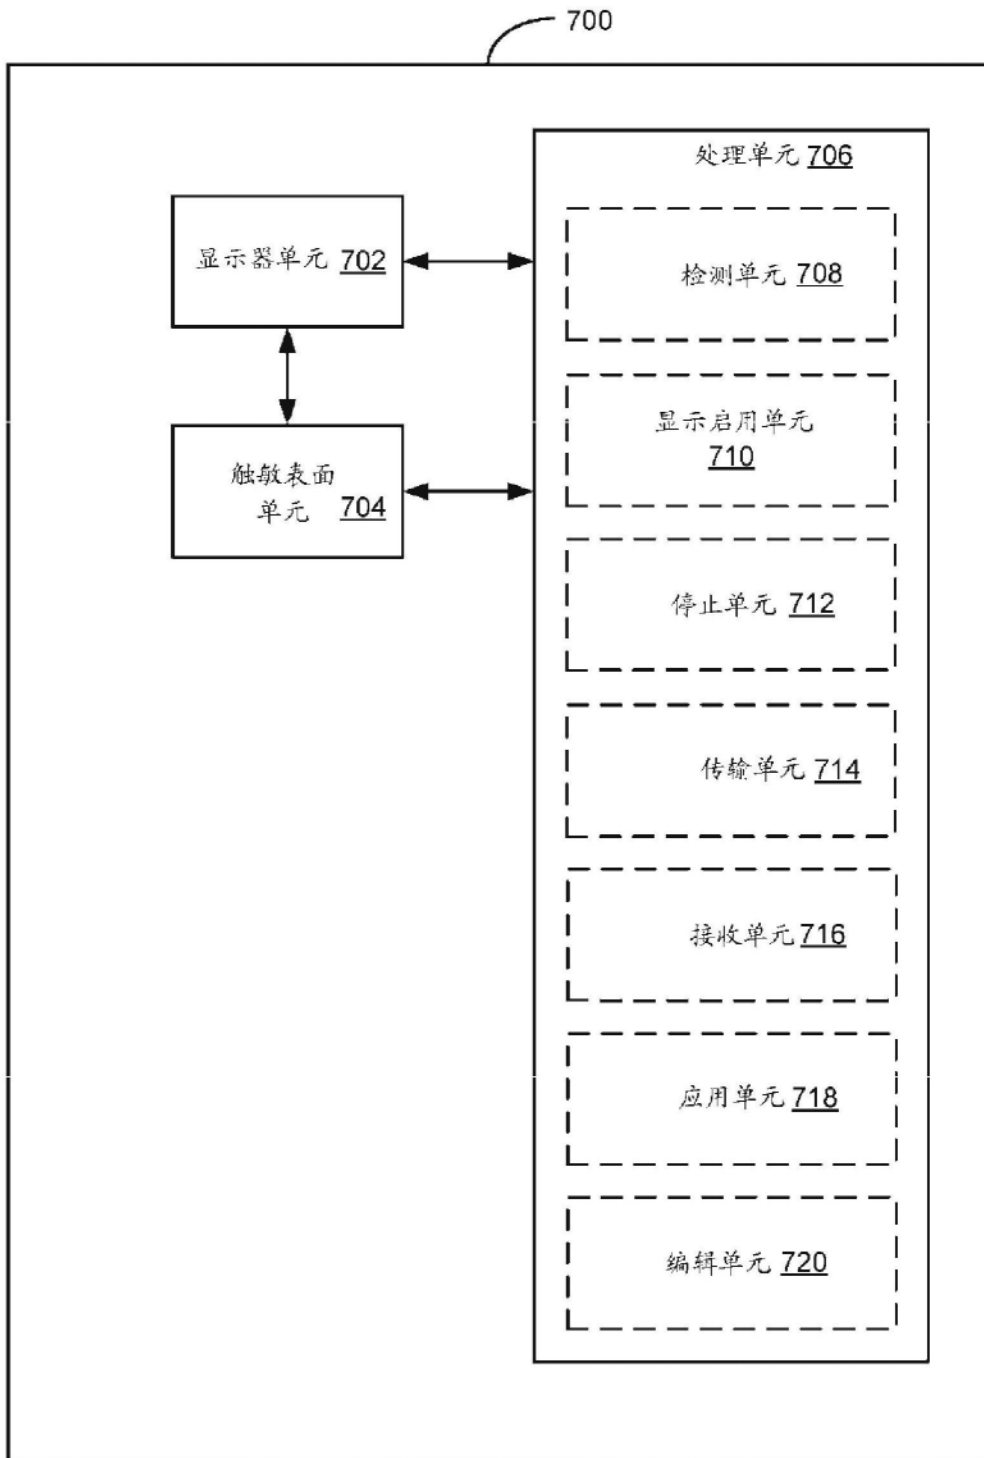 700
处理单元 706
显示器单元 702
检测单元 708
显示启用单元
710
触敏表面
单元 704
停止单元 712
传输单元 714
接收单元 716
应用单元 718
编辑单元 720